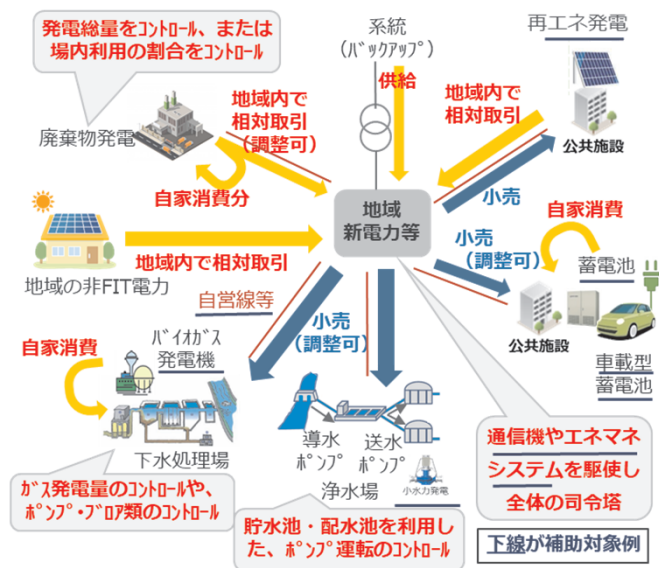 発電総量をｺﾝﾄﾛｰﾙ、または
場内利用の割合をｺﾝﾄﾛｰﾙ
系統
(ﾊﾞｯｸｱｯﾌﾟ)
供給
再エネ発電
地域内で
相対取引
(調整可)
廃棄物発電
自家消費分
地域内で
相対取引
公共施設
小売
地域
新電力等
小売
(調整可)
自家消費
蓄電池
公共施設
車載型
蓄電池
地域内で相対取引
地域の非FIT電力
自営線等
小売
(調整可)
自家消費
ﾊﾞｲｵｶﾞｽ
発電機
下水処理場
導水
ﾎﾟﾝﾌﾟ
送水
ﾎﾟﾝﾌﾟ
浄水場
小水力発電
ｶﾞｽ発電量のｺﾝﾄﾛｰﾙや、
ﾎﾟﾝﾌﾟ・ﾌﾞﾛｱ類のｺﾝﾄﾛｰﾙ
貯水池・配水池を利用し
た、ﾎﾟﾝﾌﾟ運転のｺﾝﾄﾛｰﾙ
通信機やエネマネ
システムを駆使し
全体の司令塔
下線が補助対象例